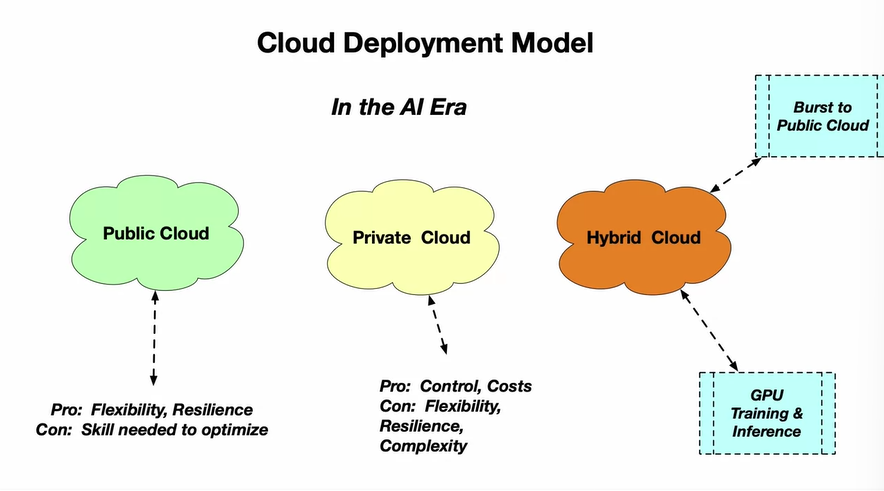 Cloud Deployment Model
In the AI Era
Burst to
Public Cloud
Public Cloud
Private Cloud
Hybrid Cloud
Pro: Flexibility, Resilience
Con: Skill needed to optimize
Pro: Control, Costs
Con: Flexibility,
Resilience,
Complexity
GPU
Training &
Inference